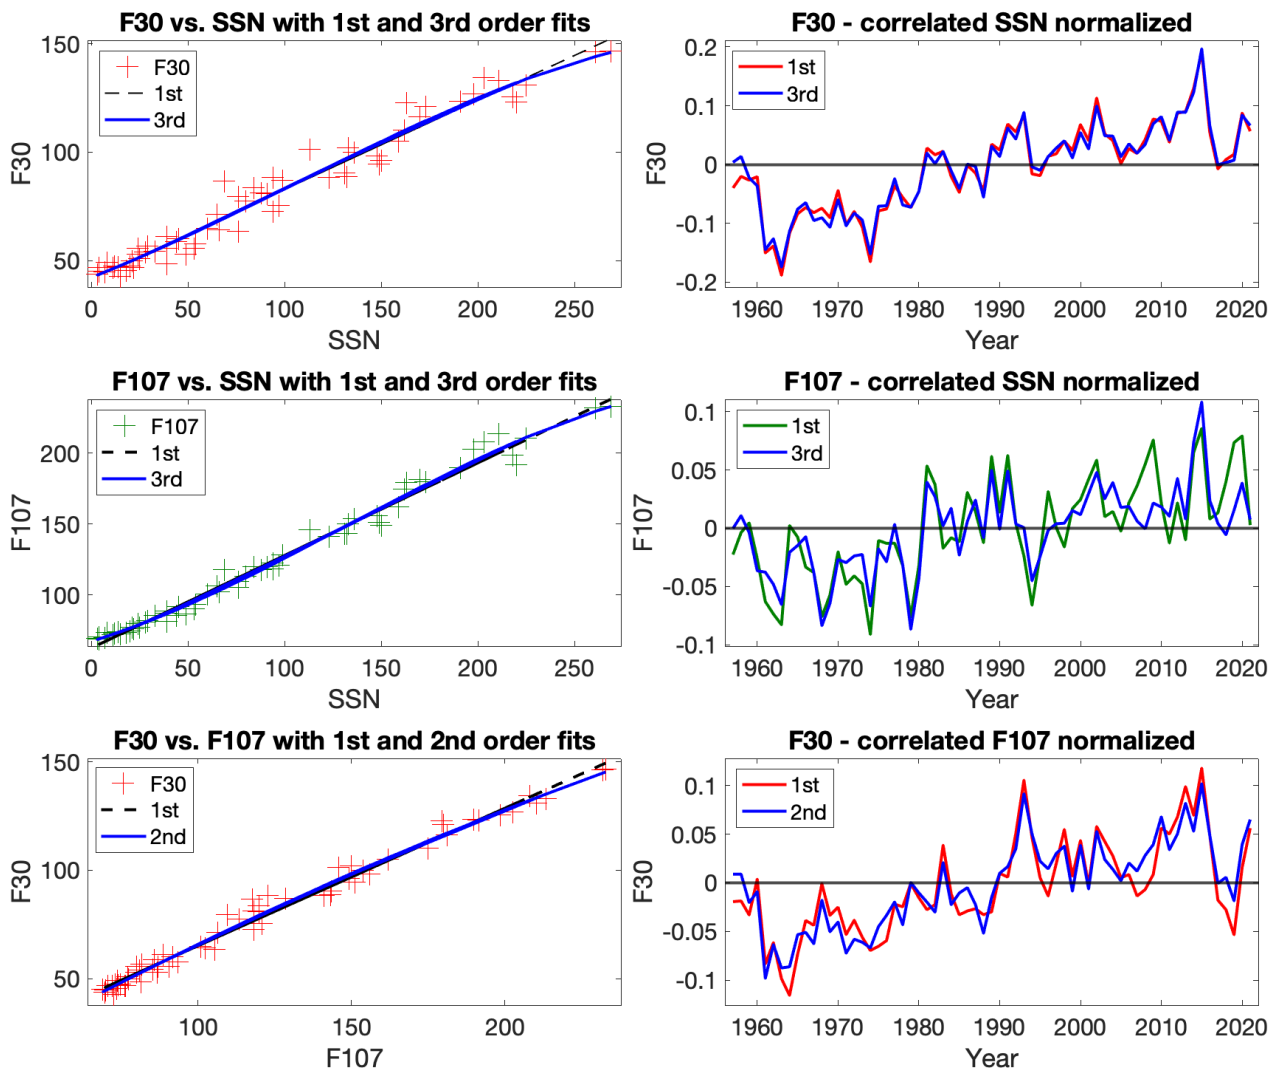 F30 vs. SSN with 1st and 3rd order fits
150
100
50
F30
F30
1st
3rd
0 50 100 150 200 250
SSN
F30 - correlated SSN normalized
0.2
0.1
0
-0.1
-0.2
F30
1st
3rd
1960 1970 1980 1990 2000 2010 2020
Year
F107 vs. SSN with 1st and 3rd order fits
200
150
100
F107
F107
1st
3rd
0 50 100 150 200 250
SSN
F107 - correlated SSN normalized
0.1
0.05
0
-0.05
-0.1
F107
1st
3rd
1960 1970 1980 1990 2000 2010 2020
Year
F30 vs. F107 with 1st and 2nd order fits
150
100
50
F30
F30
1st
2nd
100 150 200
F107
F30 - correlated F107 normalized
0.1
0.05
0
-0.05
-0.1
F30
1st
2nd
1960 1970 1980 1990 2000 2010 2020
Year